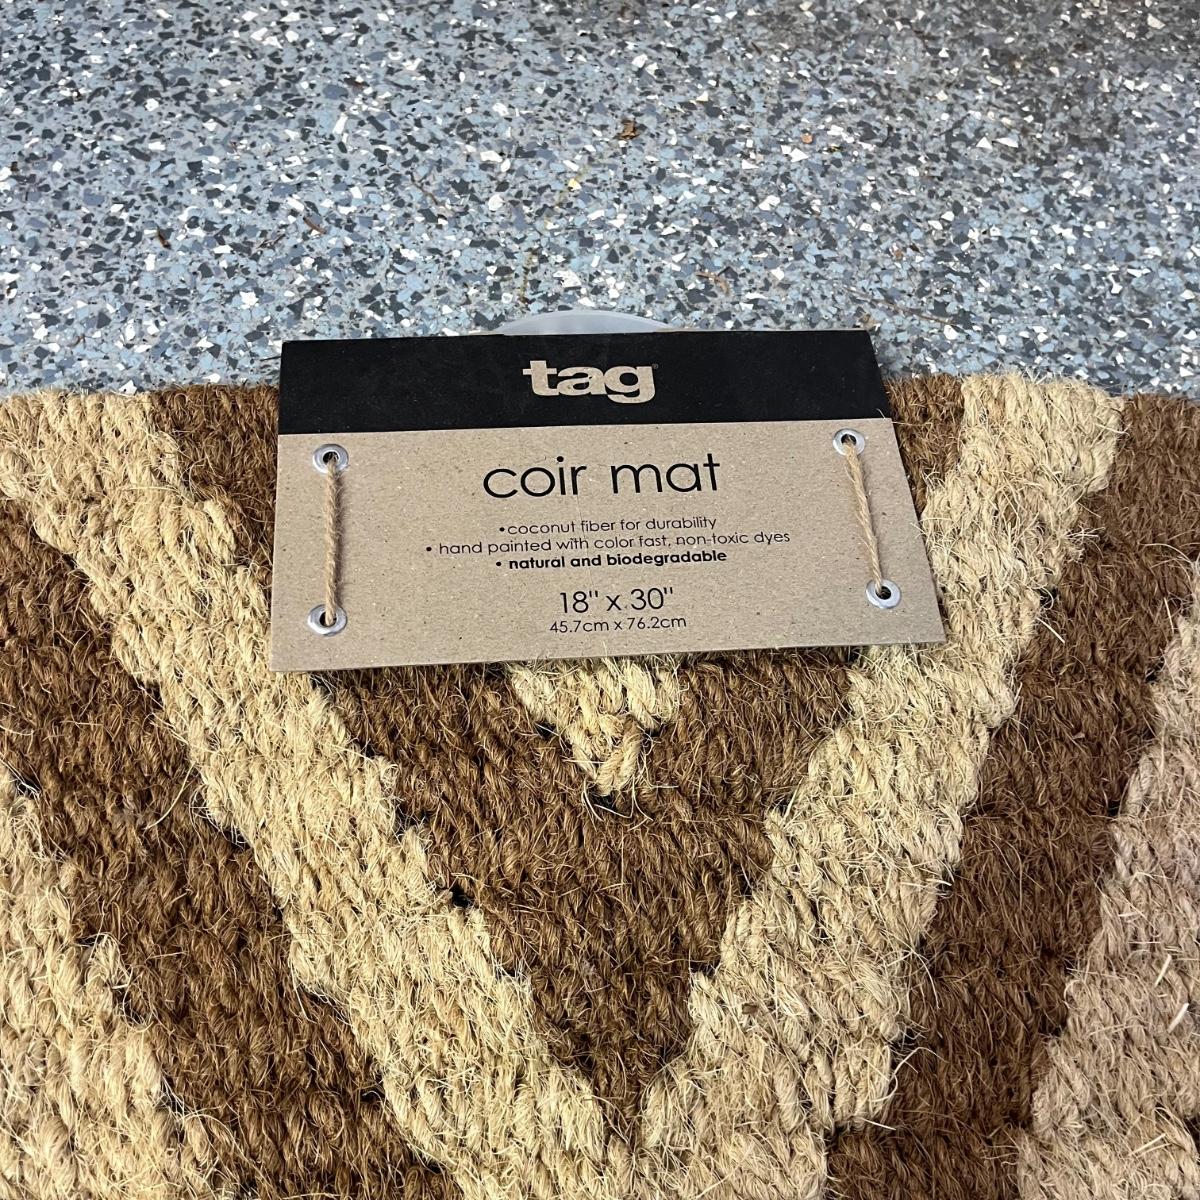 tag
coir mat
•coconut fiber for durability
• hand painted with color fast, non-toxic dyes
• natural and biodegradable
18" x 30"
45.7cm x 76.2cm